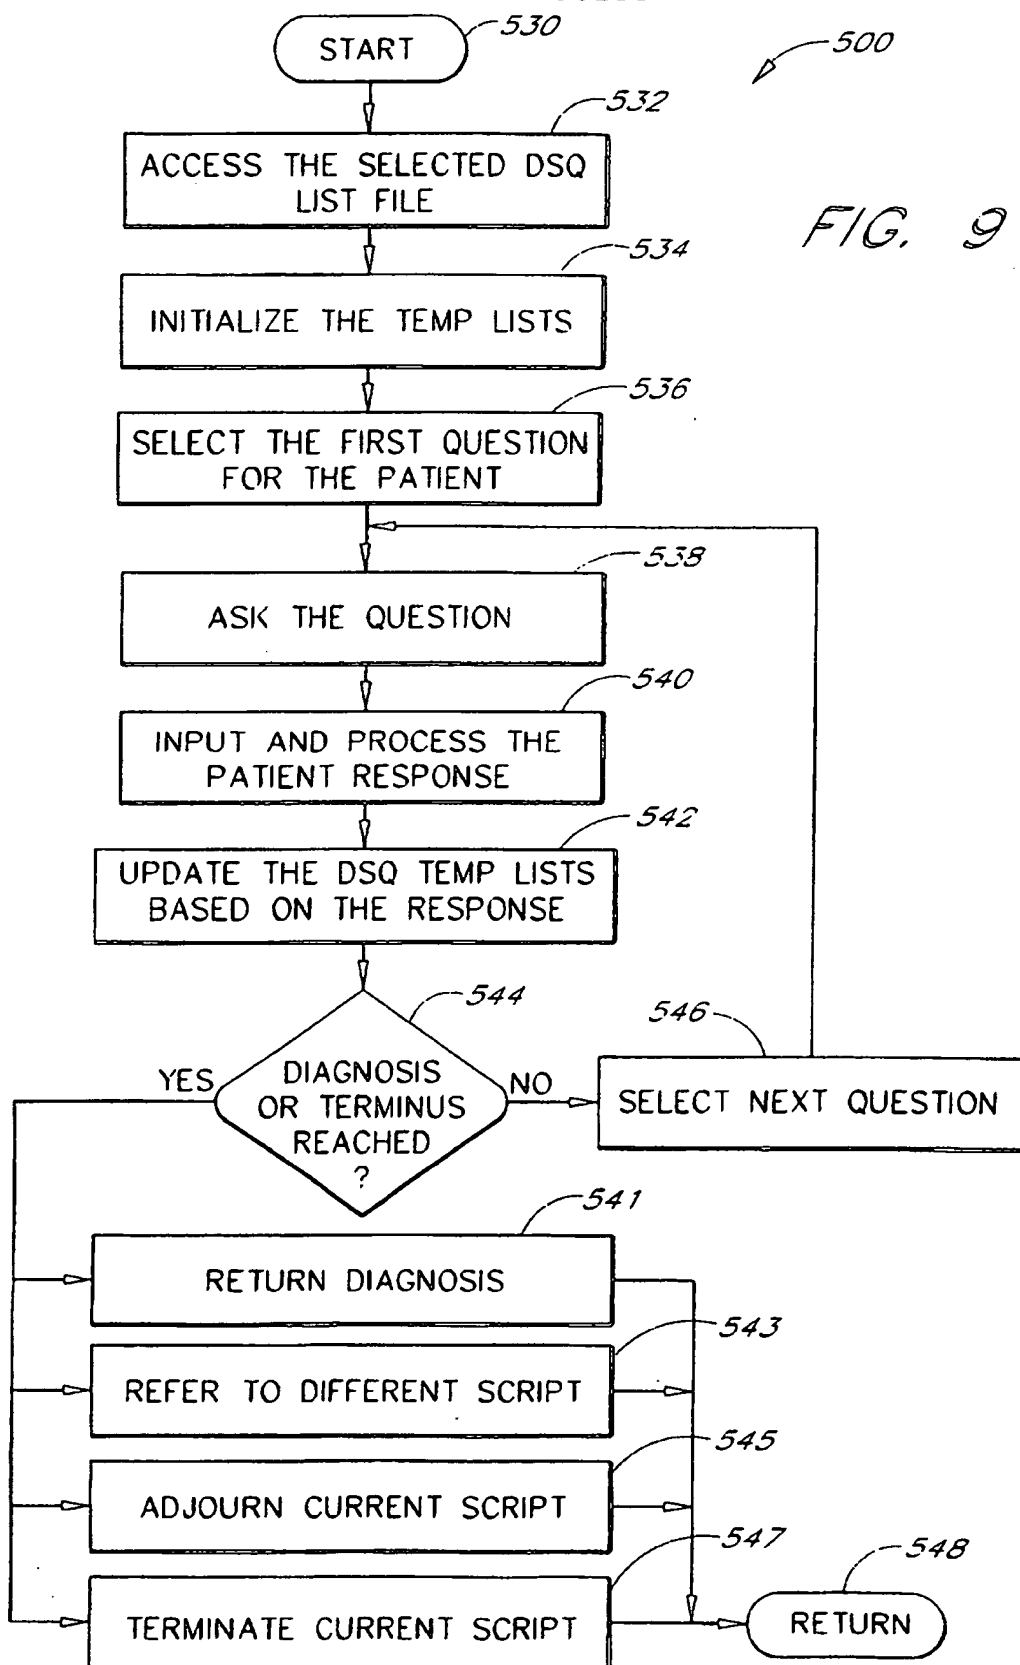 530
START
500
532
ACCESS THE SELECTED DSQ
LIST FILE
FIG. 9
534
INITIALIZE THE TEMP LISTS
536
SELECT THE FIRST QUESTION
FOR THE PATIENT
538
ASK THE QUESTION
540
INPUT AND PROCESS THE
PATIENT RESPONSE
542
UPDATE THE DSQ TEMP LISTS
BASED ON THE RESPONSE
544
546
YES
DIAGNOSIS
OR TERMINUS
REACHED
?
NO
SELECT NEXT QUESTION
541
RETURN DIAGNOSIS
543
REFER TO DIFFERENT SCRIPT
545
ADJOURN CURRENT SCRIPT
547
TERMINATE CURRENT SCRIPT
548
RETURN